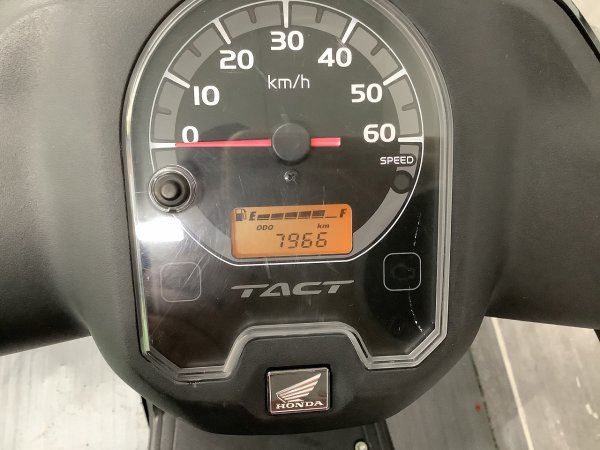 30
20 40
km/h
10 50
0 60
SPEED
E F
ODO km
7966
TACT
HONDA